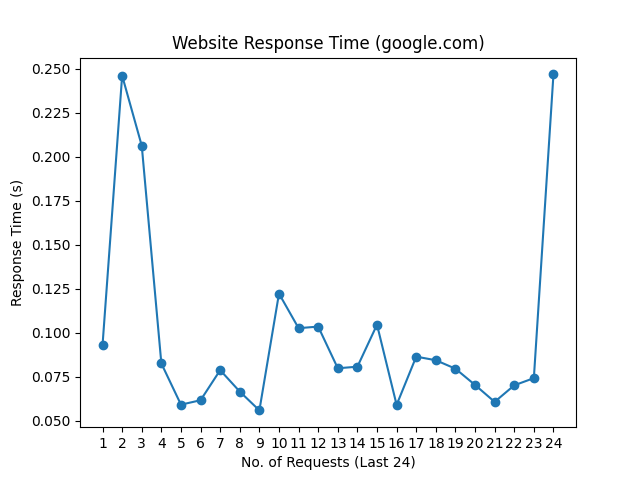 Website Response Time (google.com)
0.250
0.225
0.200
0.175
0.150
0.125
0.100
0.075
0.050
Response Time (s)
1 2 3 4 5 6 7 8 9 10 11 12 13 14 15 16 17 18 19 20 21 22 23 24
No. of Requests (Last 24)